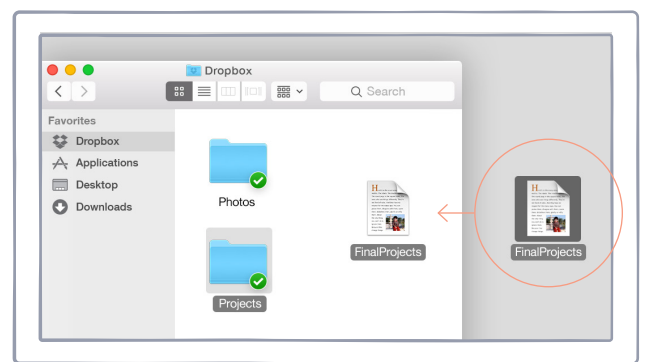 Dropbox
Search
Favorites
Dropbox
Applications
Desktop
Downloads
Photos
FinalProjects
FinalProjects
Projects